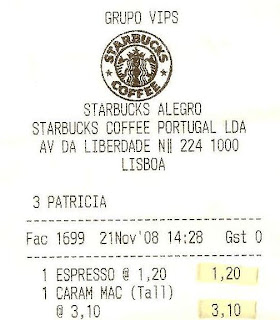 GRUPO VIPS
STARBUCKS
COFFEE
STARBUCKS ALEGRO
STARBUCKS COFFEE PORTUGAL LDA
AV DA LIBERDADE N‖ 224 1000
LISBOA
3 PATRICIA
Fac 1699 21Nov'08 14:28 Gst 0
1 ESPRESSO @ 1,20 1,20
1 CARAM MAC (Tall)
@ 3,10 3,10